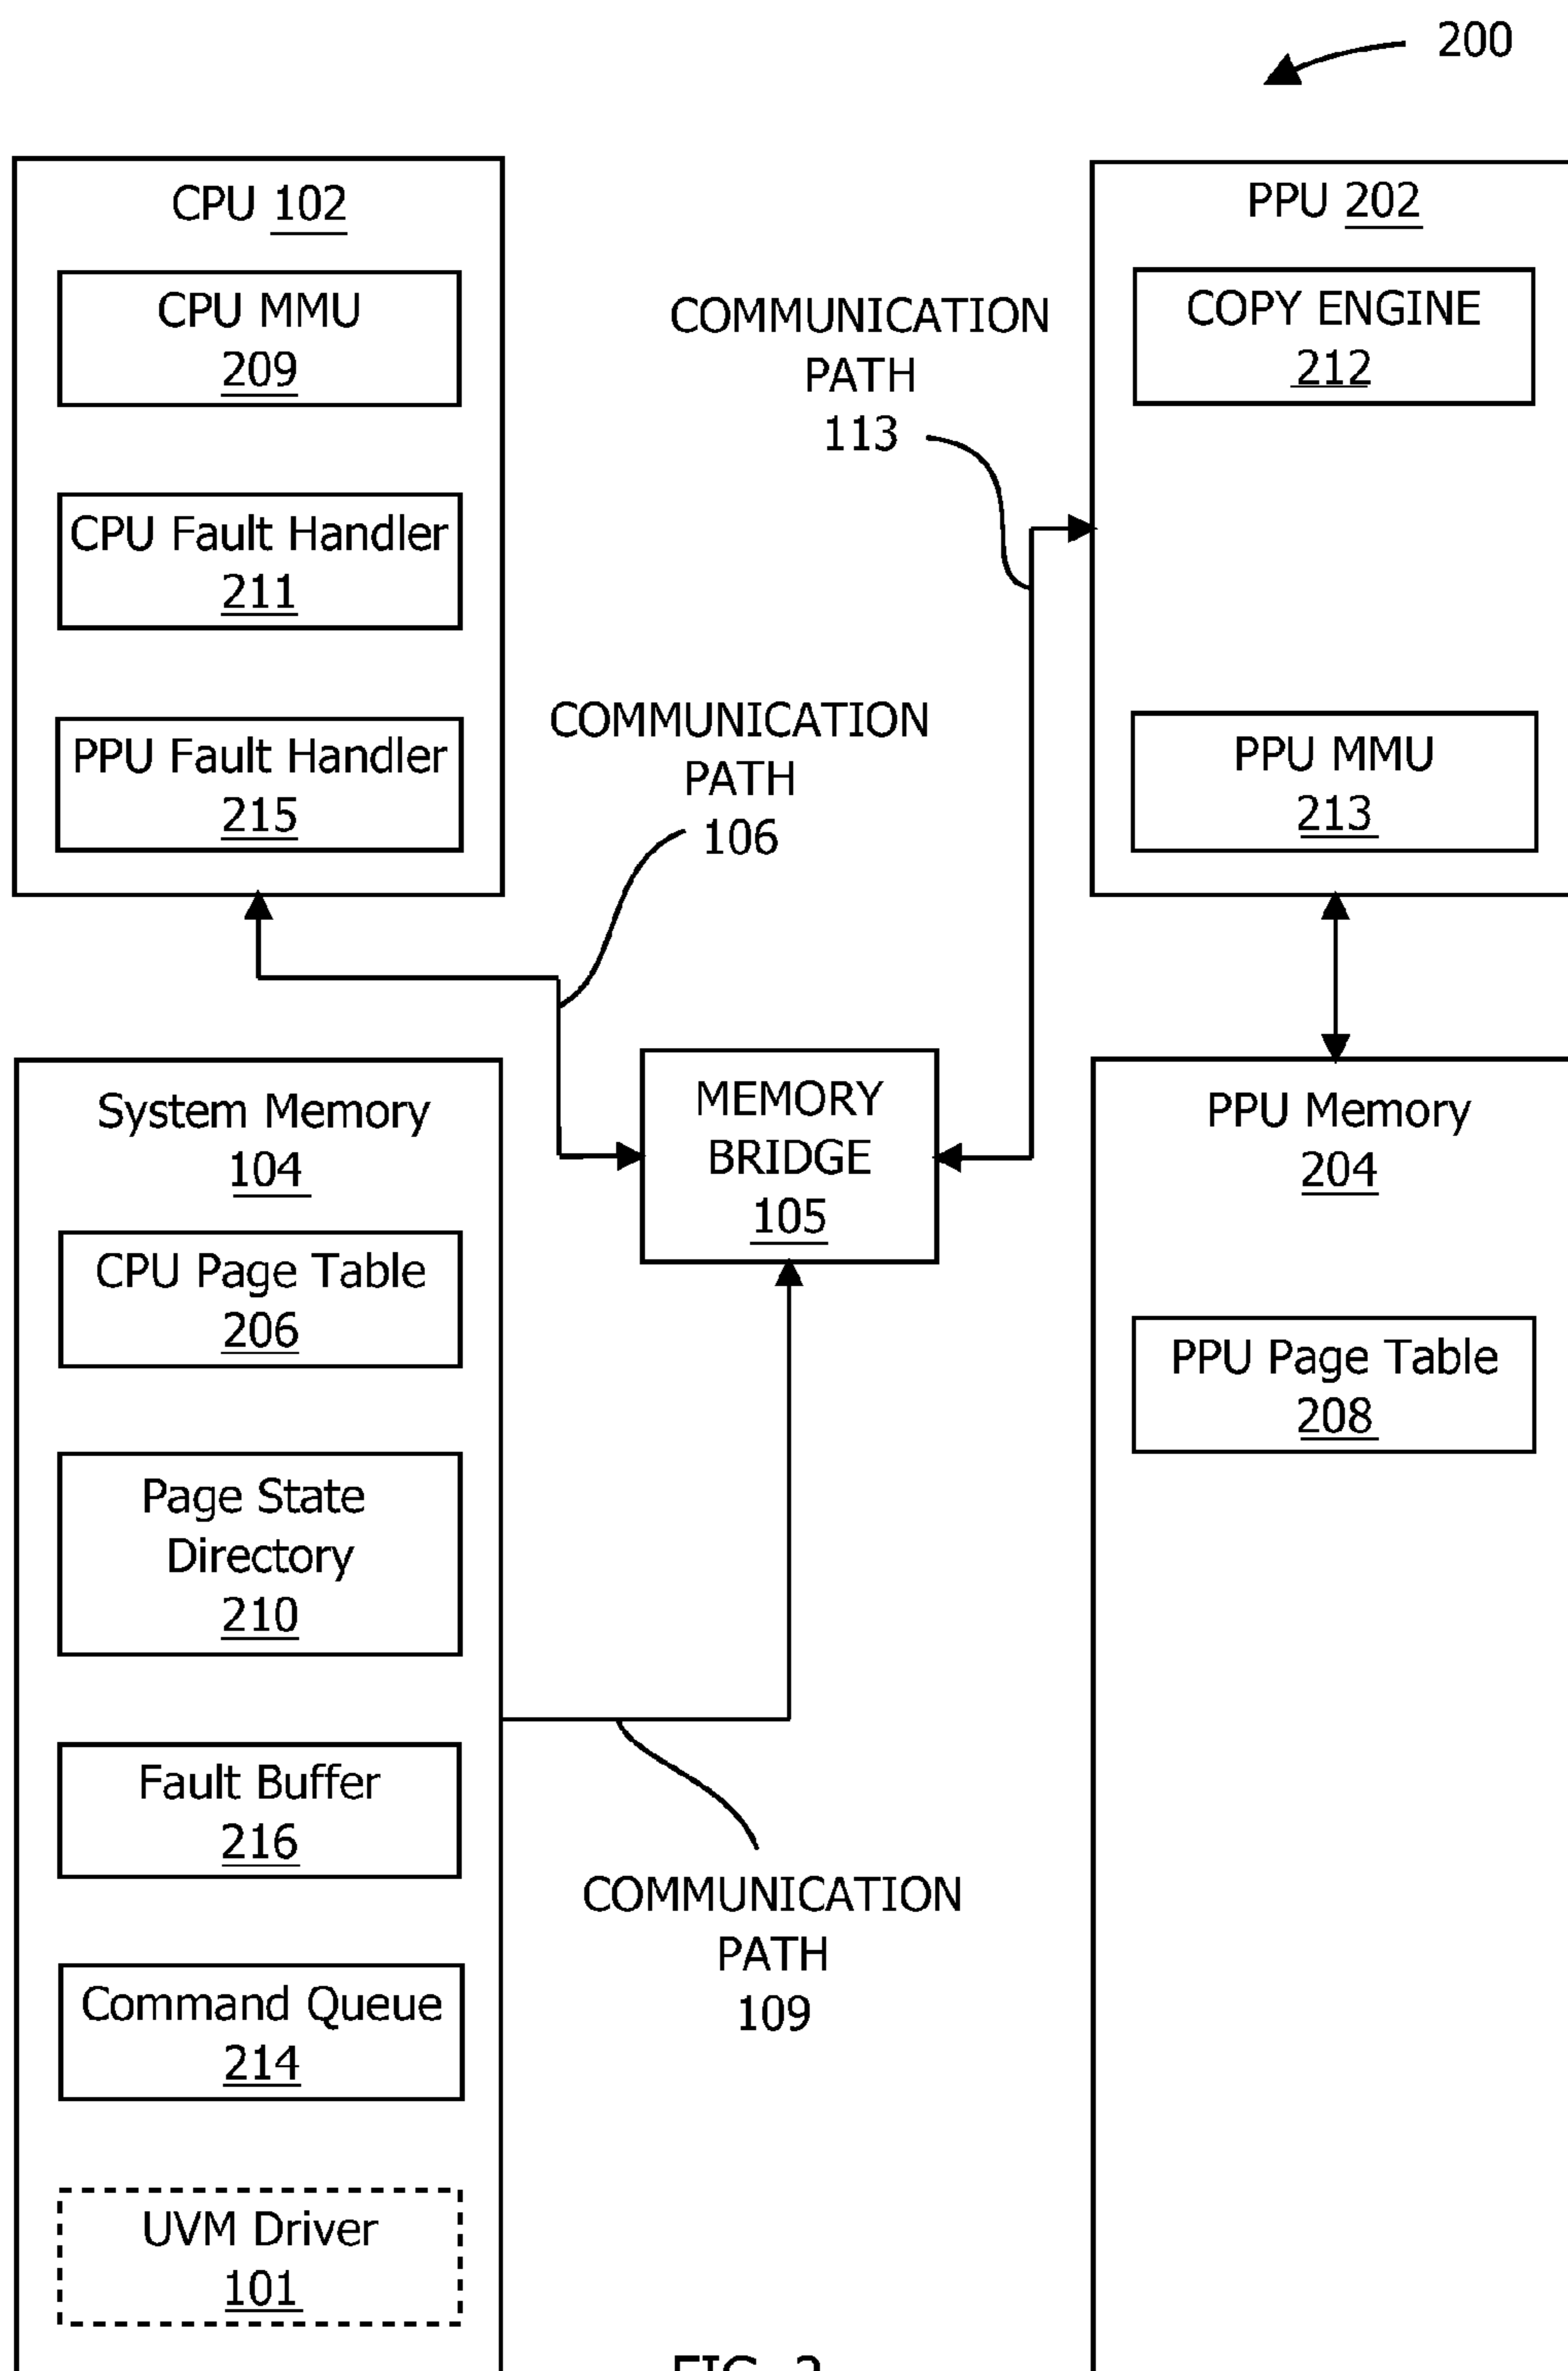 200
CPU 102
CPU MMU
209
CPU Fault Handler
211
PPU Fault Handler
215
COMMUNICATION
PATH
113
PPU 202
COPY ENGINE
212
PPU MMU
213
COMMUNICATION
PATH
106
MEMORY
BRIDGE
105
System Memory
104
CPU Page Table
206
Page State
Directory
210
Fault Buffer
216
Command Queue
214
UVM Driver
101
PPU Memory
204
PPU Page Table
208
COMMUNICATION
PATH
109
FIG. 2